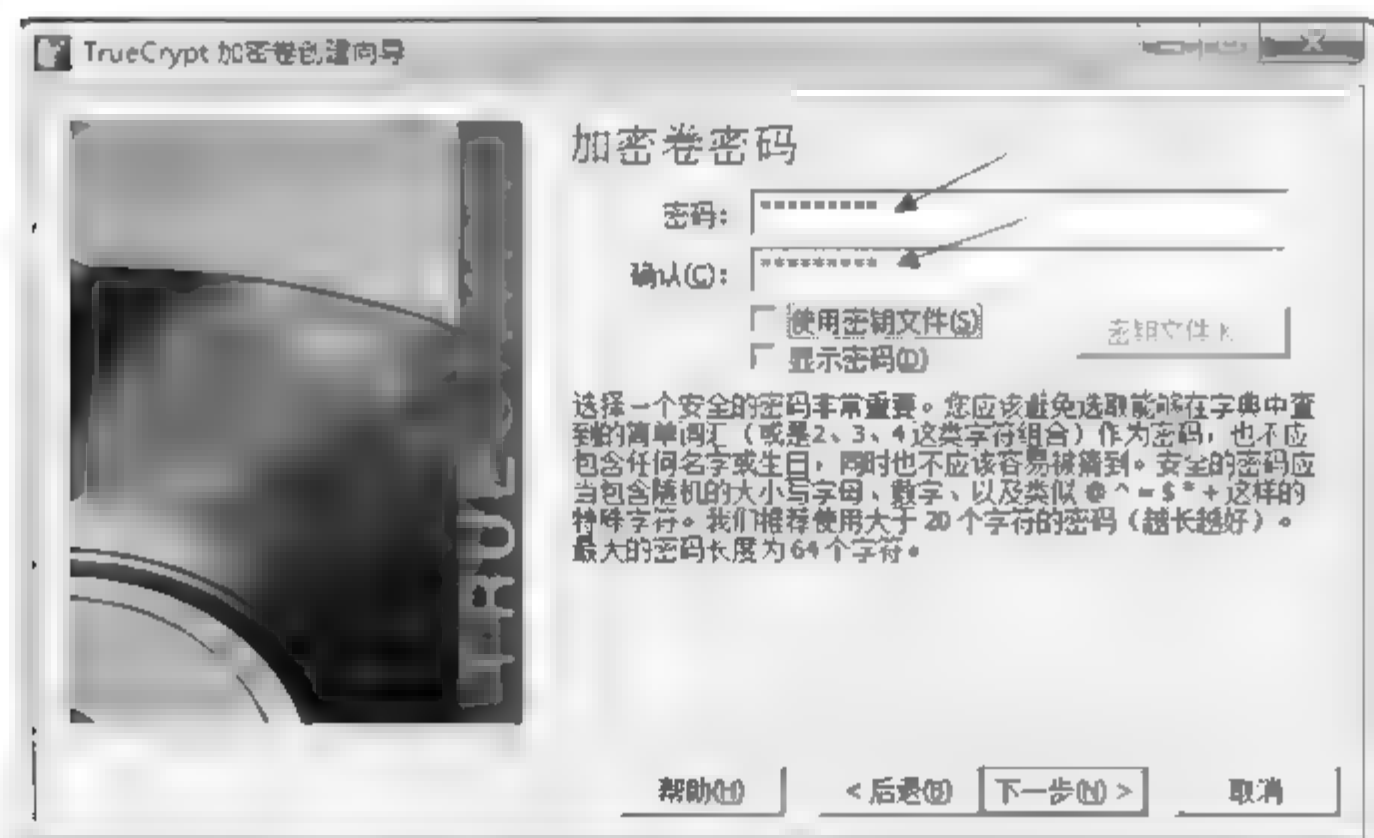 TrueCrypt 加密卷创建向导
加密卷密码
密码: *********
确认(C): *********
使用密钥文件(S)
密钥文件 K
显示密码(D)
选择一个安全的密码非常重要。您应该避免选取能够在字典中查
到的简单词汇（或是2、3、4这类字符组合）作为密码，也不应
包含任何名字或生日，同时也不应该容易被猜到。安全的密码应
当包含随机的大小写字母、数字、以及类似 @ ^ = $ * + 这样的
特殊字符。我们推荐使用大于 20 个字符的密码（越长越好）。
最大的密码长度为 64 个字符。
帮助(H)
< 后退(B)
下一步(N) >
取消